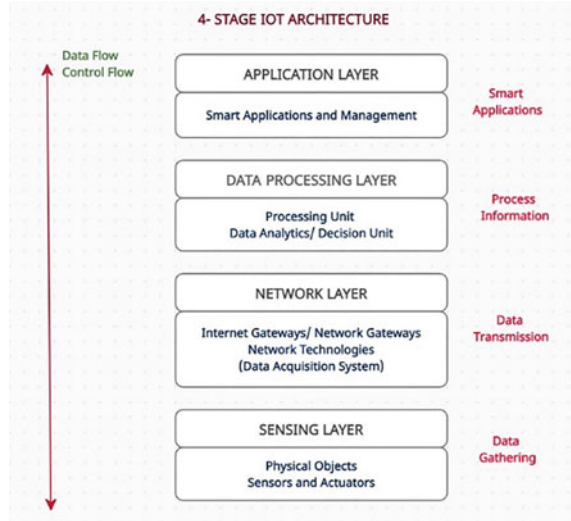 4- STAGE IOT ARCHITECTURE
Data Flow
Control Flow
APPLICATION LAYER
Smart Applications and Management
Smart
Applications
DATA PROCESSING LAYER
Processing Unit
Data Analytics/ Decision Unit
Process
Information
NETWORK LAYER
Internet Gateways/ Network Gateways
Network Technologies
(Data Acquisition System)
Data
Transmission
SENSING LAYER
Physical Objects
Sensors and Actuators
Data
Gathering